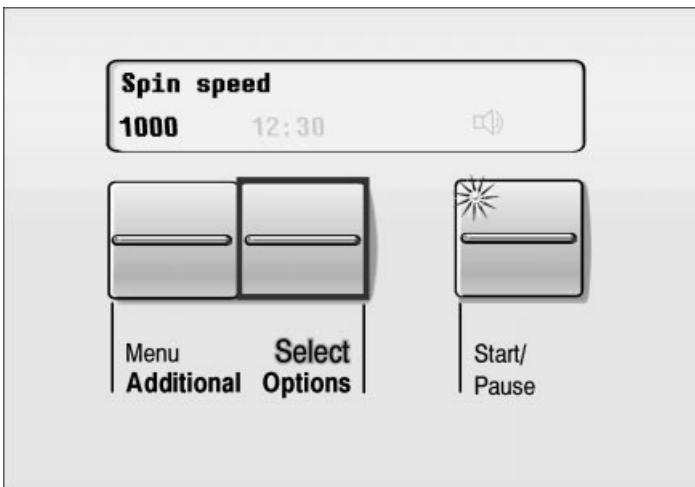 Spin speed
1000 12:30
Menu Select
Additional Options
Start/
Pause